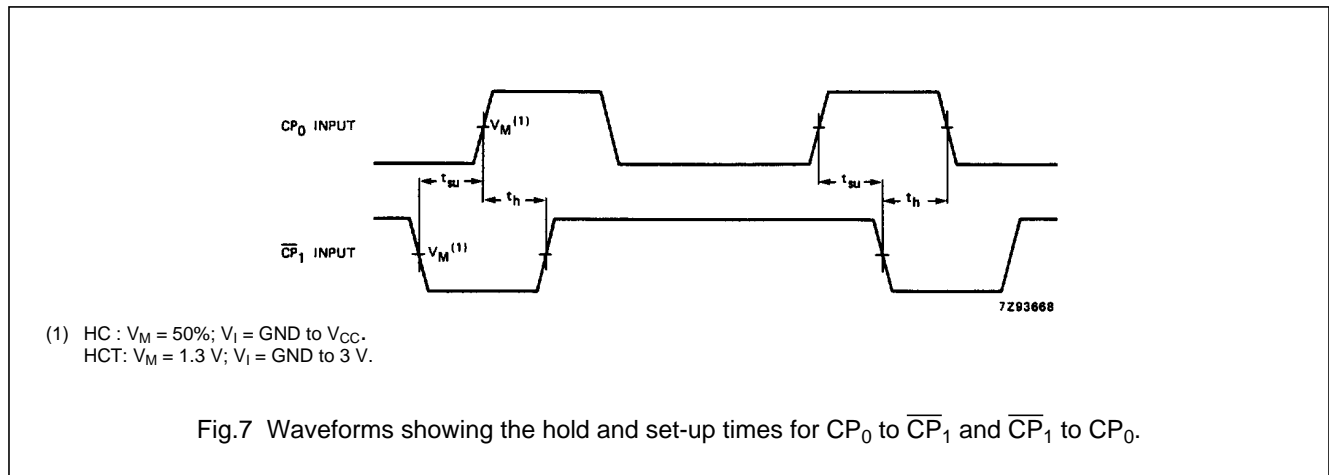 CP0 INPUT
VM(1)
tsu
th
tsu
th
CP1 INPUT
VM(1)
7Z93668
(1) HC : VM = 50%; VI = GND to VCC.
HCT: VM = 1.3 V; VI = GND to 3 V.
Fig.7 Waveforms showing the hold and set-up times for CP0 to C̅P̅1 and C̅P̅1 to CP0.